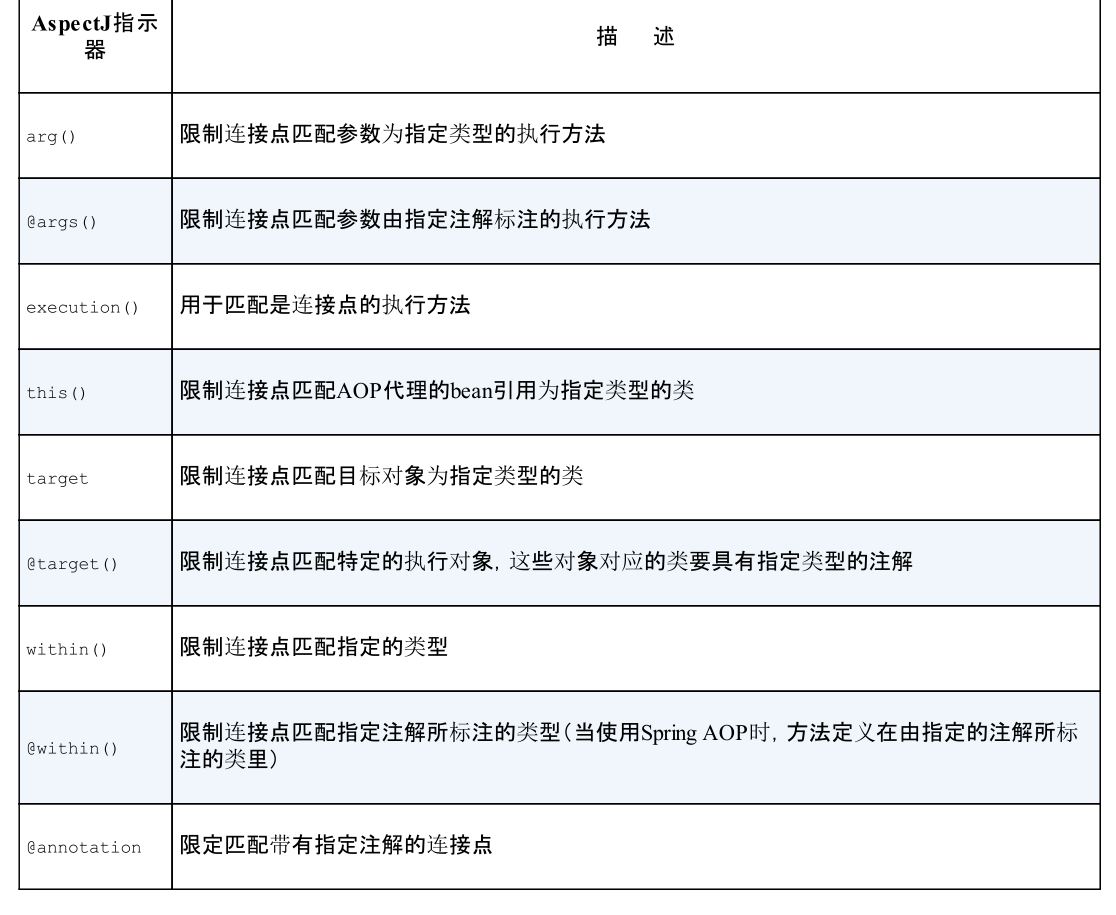 AspectJ指示
器
描 述
arg()
限制连接点匹配参数为指定类型的执行方法
@args()
限制连接点匹配参数由指定注解标注的执行方法
execution()
用于匹配是连接点的执行方法
this()
限制连接点匹配AOP代理的bean引用为指定类型的类
target
限制连接点匹配目标对象为指定类型的类
@target()
限制连接点匹配特定的执行对象，这些对象对应的类要具有指定类型的注解
within()
限制连接点匹配指定的类型
@within()
限制连接点匹配指定注解所标注的类型（当使用Spring AOP时，方法定义在由指定的注解所标
注的类里）
@annotation
限定匹配带有指定注解的连接点